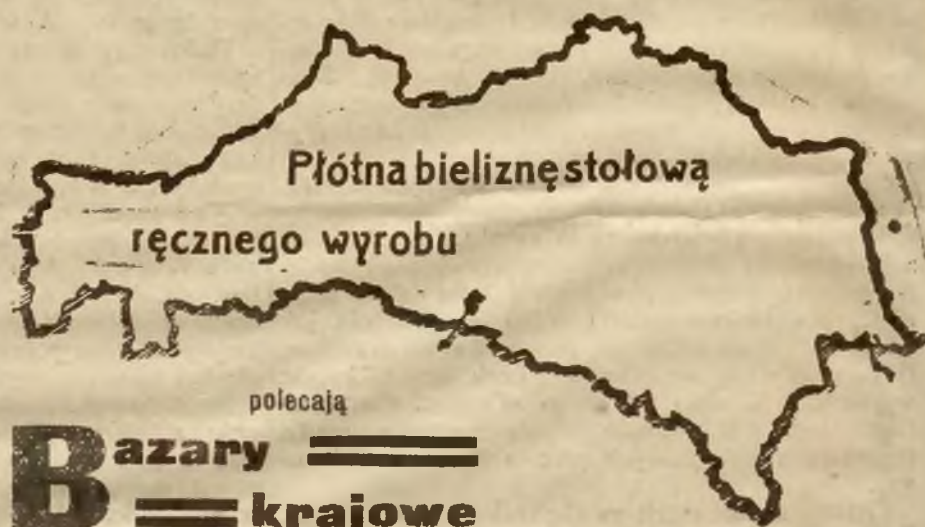 Płótna bieliznę stołową
ręcznego wyrobu
polecają
Bazary
krajowe